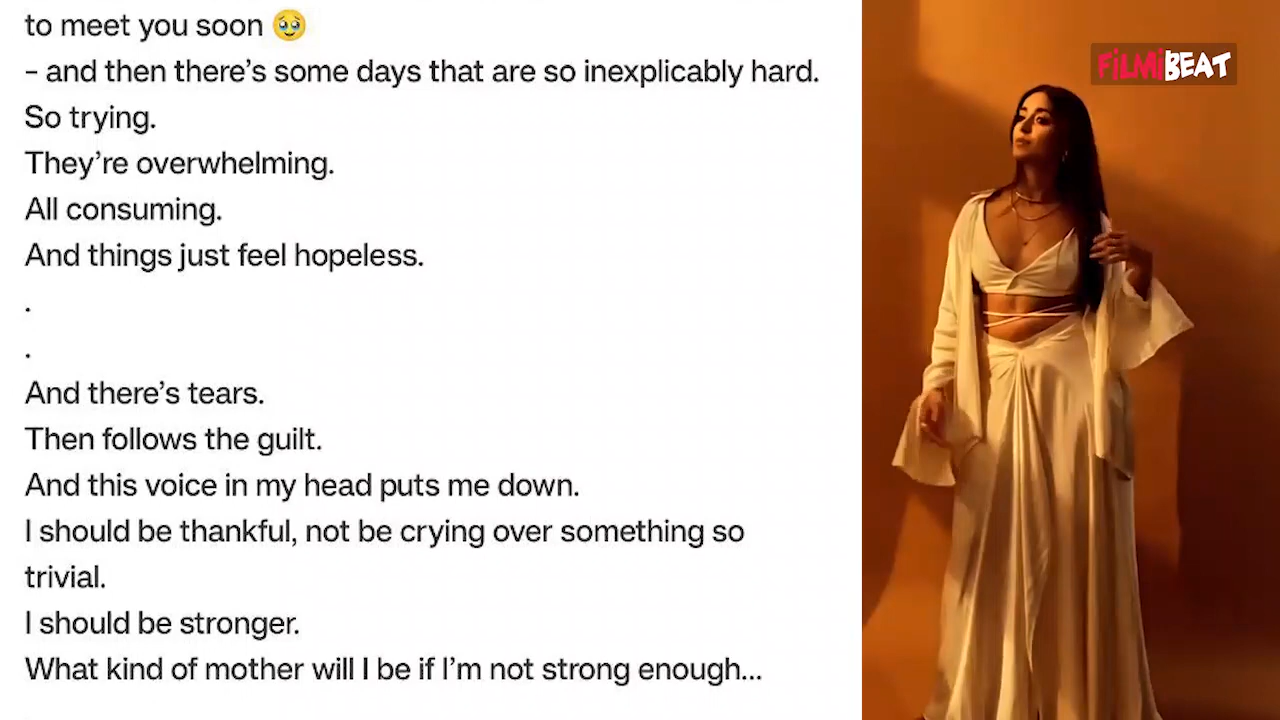 to meet you soon 🥹
– and then there’s some days that are so inexplicably hard.
So trying.
They’re overwhelming.
All consuming.
And things just feel hopeless.
.
.
And there’s tears.
Then follows the guilt.
And this voice in my head puts me down.
I should be thankful, not be crying over something so
trivial.
I should be stronger.
What kind of mother will I be if I’m not strong enough...
FiLMiBEAT